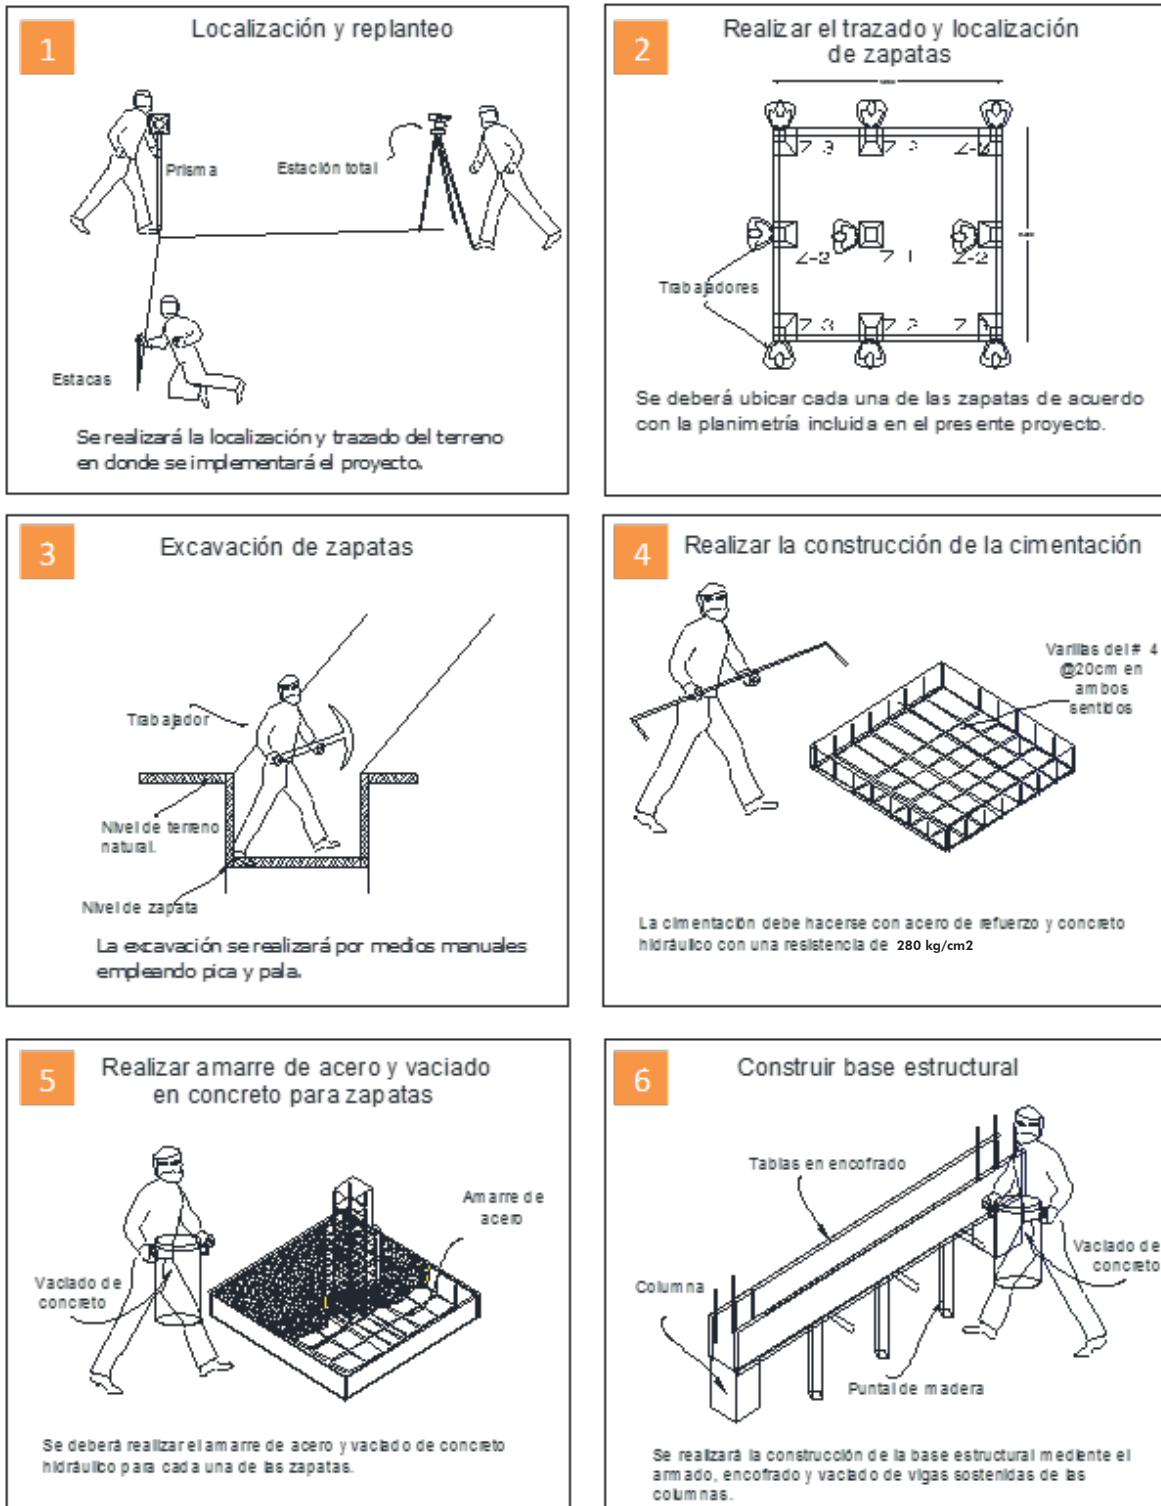 1
Localización y replanteo
Prisma
Estación total
Estacas
Se realizará la localización y trazado del terreno
en donde se implementará el proyecto.
2
Realizar el trazado y localización
de zapatas
Z-2
Z-2
Trabajadores
Se deberá ubicar cada una de las zapatas de acuerdo
con la planimetría incluida en el presente proyecto.
3
Excavación de zapatas
Trabajador
Nivel de terreno
natural.
Nivel de zapata
La excavación se realizará por medios manuales
empleando pica y pala.
4
Realizar la construcción de la cimentación
Varillas del # 4
@20cm en
ambos
sentidos
La cimentación debe hacerse con acero de refuerzo y concreto
hidráulico con una resistencia de 280 kg/cm2
5
Realizar amarre de acero y vaciado
en concreto para zapatas
Amarre de
acero
Vaciado de
concreto
Se deberá realizar el amarre de acero y vaciado de concreto
hidráulico para cada una de las zapatas.
6
Construir base estructural
Tablas en encofrado
Columna
Vaciado de
concreto
Puntal de madera
Se realizará la construcción de la base estructural mediente el
armado, encofrado y vaciado de vigas sostenidas de las
columnas.